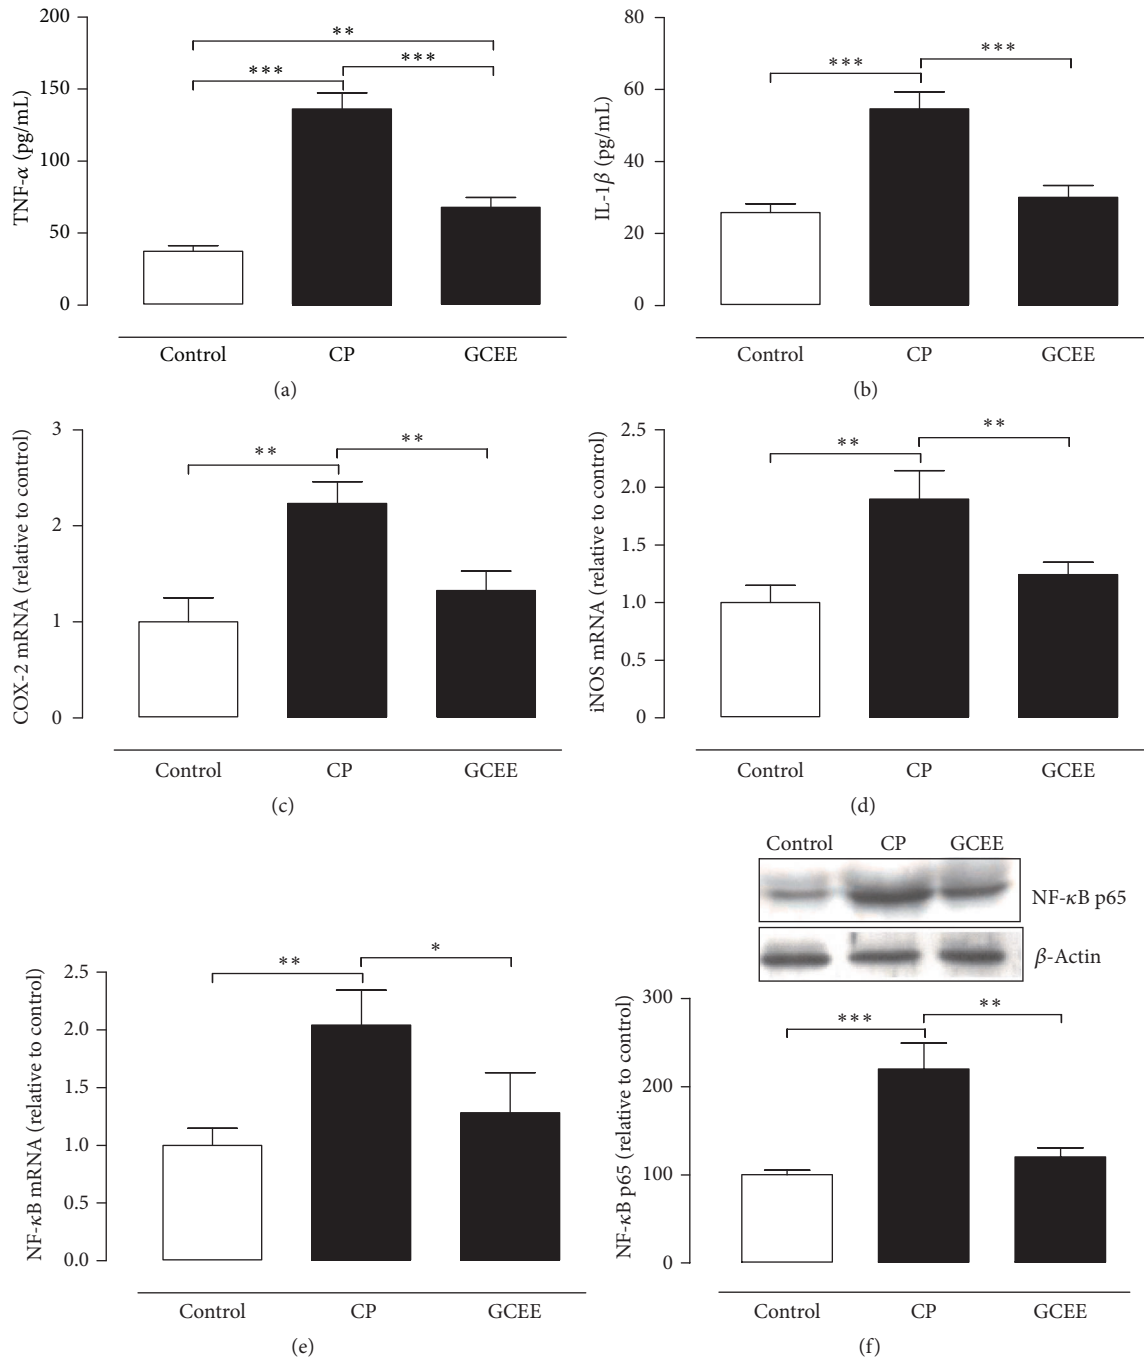 200
150
100
50
0
TNF-α (pg/mL)
**
***
***
Control CP GCEE
(a)
80
60
40
20
0
IL-1β (pg/mL)
***
***
Control CP GCEE
(b)
3
2
1
0
COX-2 mRNA (relative to control)
**
**
Control CP GCEE
(c)
2.5
2.0
1.5
1.0
0.5
0
iNOS mRNA (relative to control)
**
**
Control CP GCEE
(d)
2.5
2.0
1.5
1.0
0.5
0.0
NF-κB mRNA (relative to control)
**
*
Control CP GCEE
(e)
Control CP GCEE
NF-κB p65
β-Actin
300
200
100
0
NF-κB p65 (relative to control)
***
**
Control CP GCEE
(f)